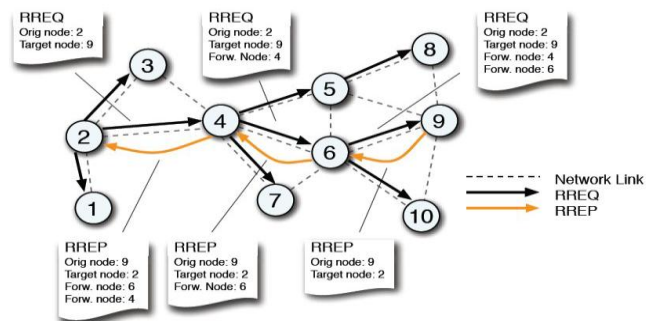 RREQ
Orig node: 2
Target node: 9
RREQ
Orig node: 2
Target node: 9
Forw. Node: 4
RREQ
Orig node: 2
Target node: 9
Forw. node: 4
Forw. node: 6
3
8
5
2
4
9
6
1
7
10
Network Link
RREQ
RREP
RREP
Orig node: 9
Target node: 2
Forw. node: 6
Forw. node: 4
RREP
Orig node: 9
Target node: 2
Forw. Node: 6
RREP
Orig node: 9
Target node: 2